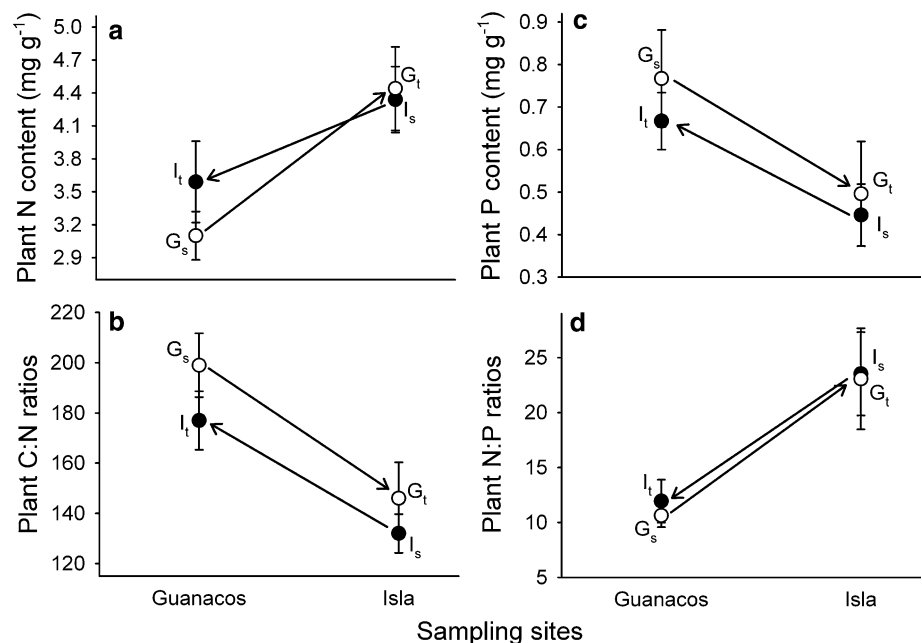 a
Plant N content (mg g⁻¹)
5.0
4.7
4.4
4.1
3.8
3.5
3.2
2.9
Gt
Is
It
Gs
c
Plant P content (mg g⁻¹)
0.9
0.8
0.7
0.6
0.5
0.4
0.3
Gs
It
Gt
Is
b
Plant C:N ratios
220
200
180
160
140
120
Gs
It
Gt
Is
Guanacos Isla
d
Plant N:P ratios
25
20
15
10
5
Is
Gt
It
Gs
Guanacos Isla
Sampling sites